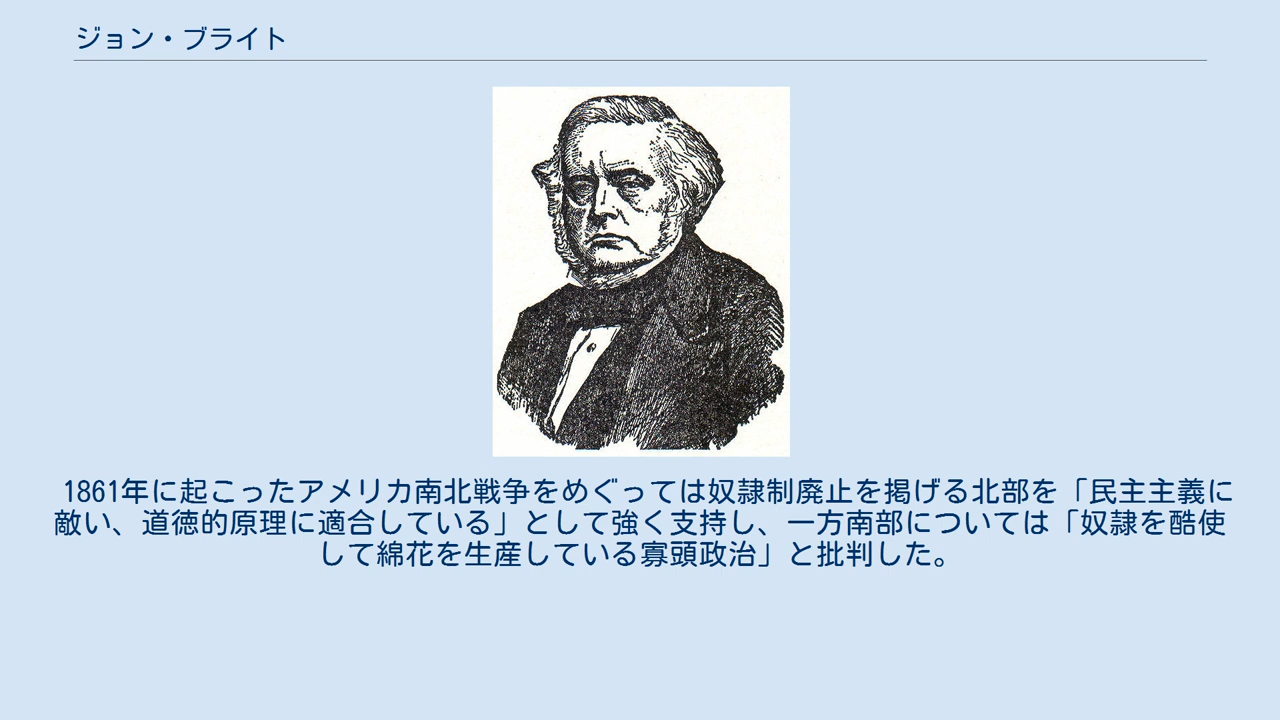 ジョン・ブライト
1861年に起こったアメリカ南北戦争をめぐっては奴隷制廃止を掲げる北部を「民主主義に
敵い、道徳的原理に適合している」として強く支持し、一方南部については「奴隷を酷使
して綿花を生産している寡頭政治」と批判した。